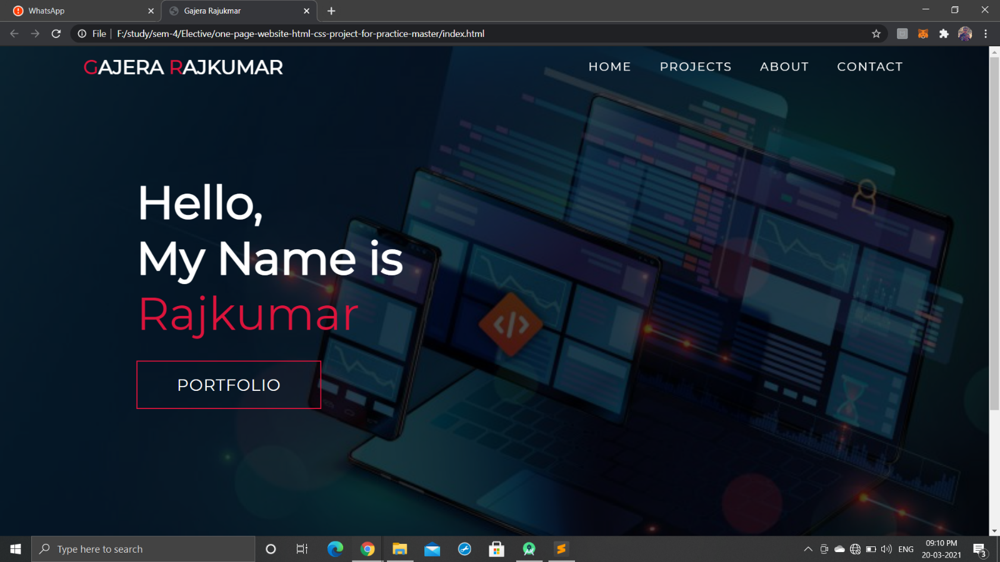 WhatsApp
Gajera Rajukmar
File
F:/study/sem-4/Elective/one-page-website-html-css-project-for-practice-master/index.html
GAJERA RAJKUMAR
HOME
PROJECTS
ABOUT
CONTACT
Hello,
My Name is
Rajkumar
</>
PORTFOLIO
Type here to search
ENG
09:10 PM
20-03-2021
3